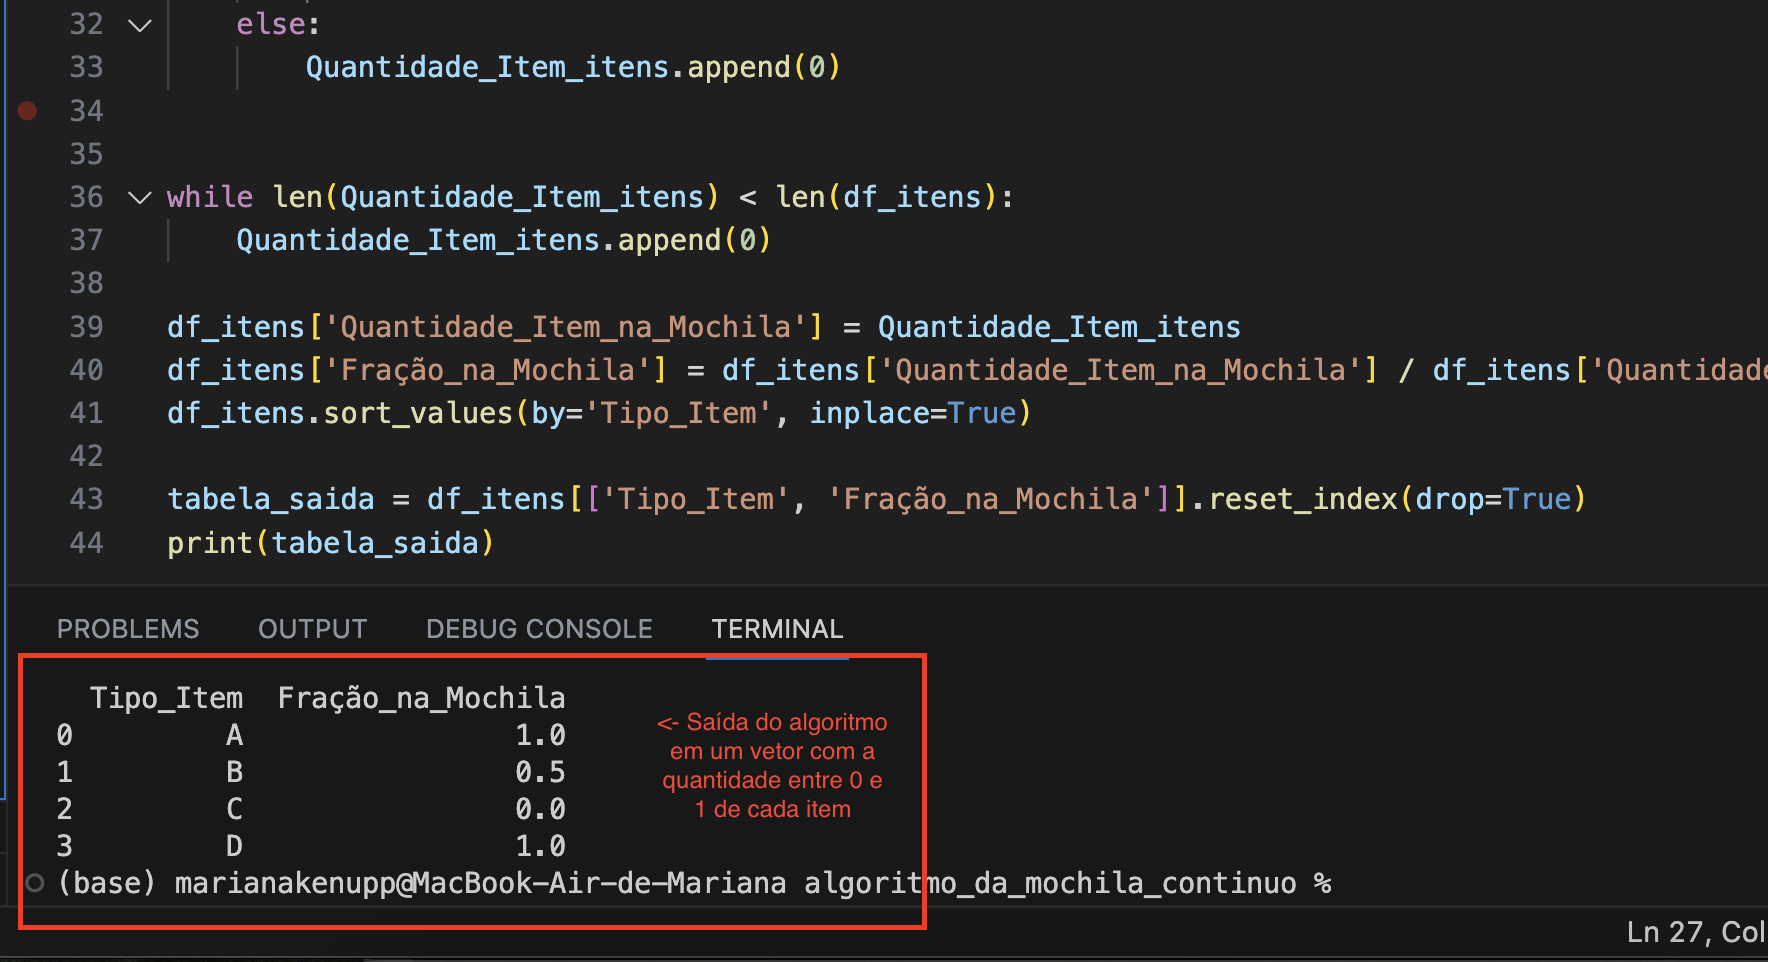 32 else:
33 Quantidade_Item_itens.append(0)
34
35
36 while len(Quantidade_Item_itens) < len(df_itens):
37 Quantidade_Item_itens.append(0)
38
39 df_itens['Quantidade_Item_na_Mochila'] = Quantidade_Item_itens
40 df_itens['Fração_na_Mochila'] = df_itens['Quantidade_Item_na_Mochila'] / df_itens['Quantidad
41 df_itens.sort_values(by='Tipo_Item', inplace=True)
42
43 tabela_saida = df_itens[['Tipo_Item', 'Fração_na_Mochila']].reset_index(drop=True)
44 print(tabela_saida)
PROBLEMS OUTPUT DEBUG CONSOLE TERMINAL
Tipo_Item Fração_na_Mochila
0 A 1.0
1 B 0.5
2 C 0.0
3 D 1.0
<- Saída do algoritmo
em um vetor com a
quantidade entre 0 e
1 de cada item
(base) marianakenupp@MacBook-Air-de-Mariana algoritmo_da_mochila_continuo %
Ln 27, Col